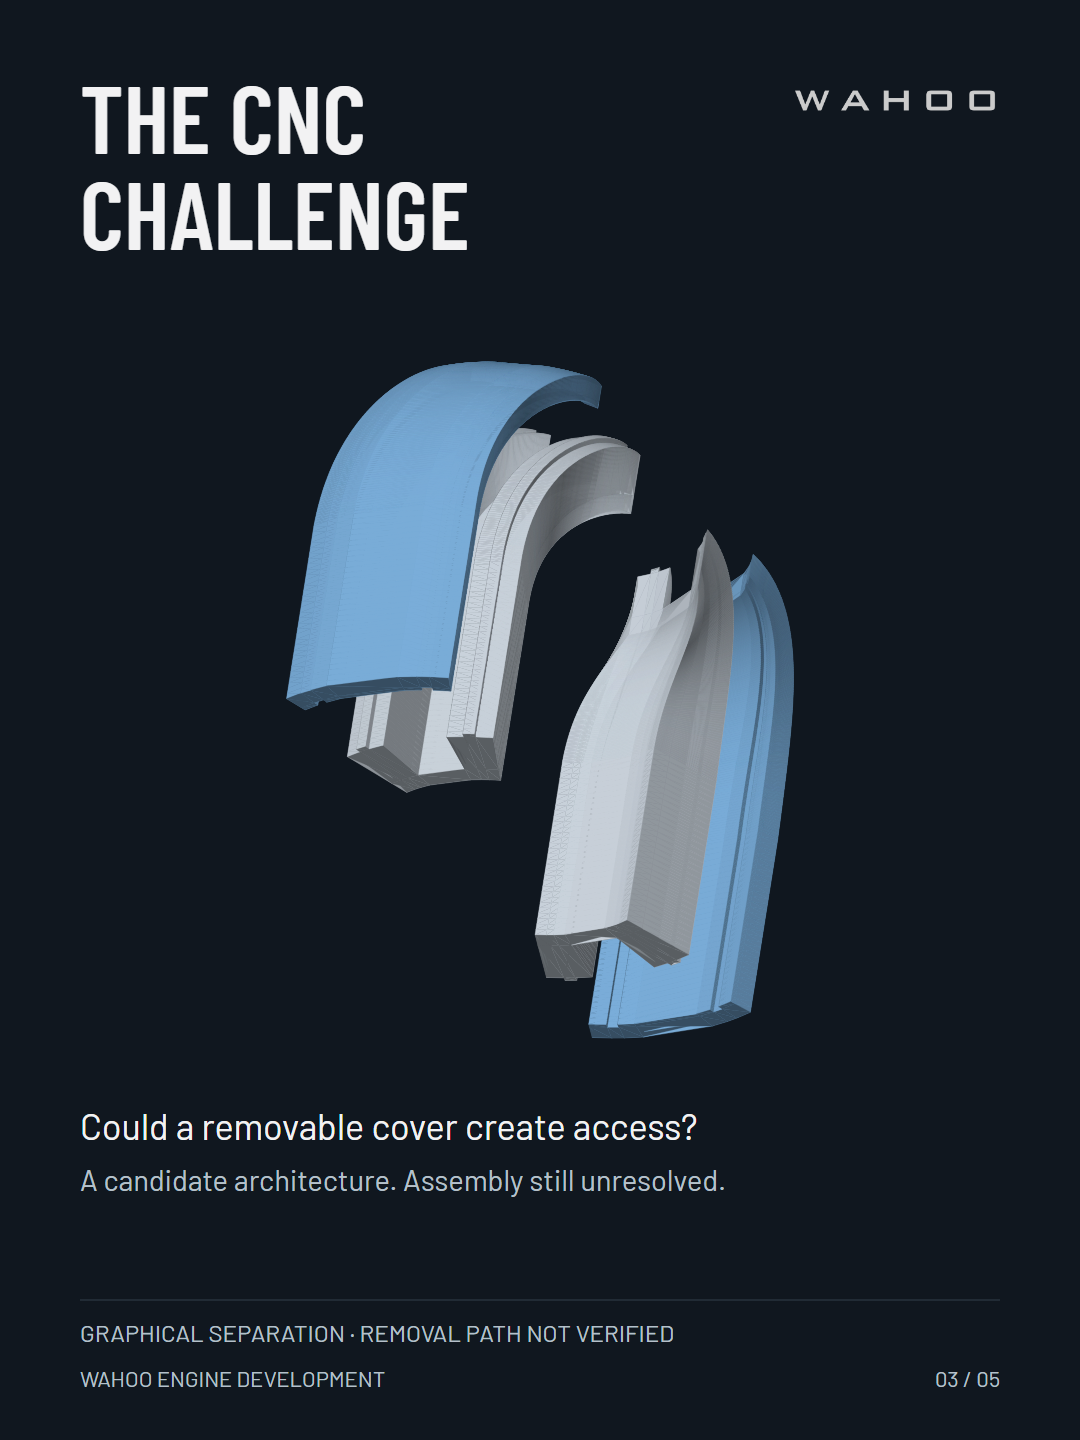 THE CNC
CHALLENGE
WAHOO
Could a removable cover create access?
A candidate architecture. Assembly still unresolved.
GRAPHICAL SEPARATION · REMOVAL PATH NOT VERIFIED
WAHOO ENGINE DEVELOPMENT
03 / 05